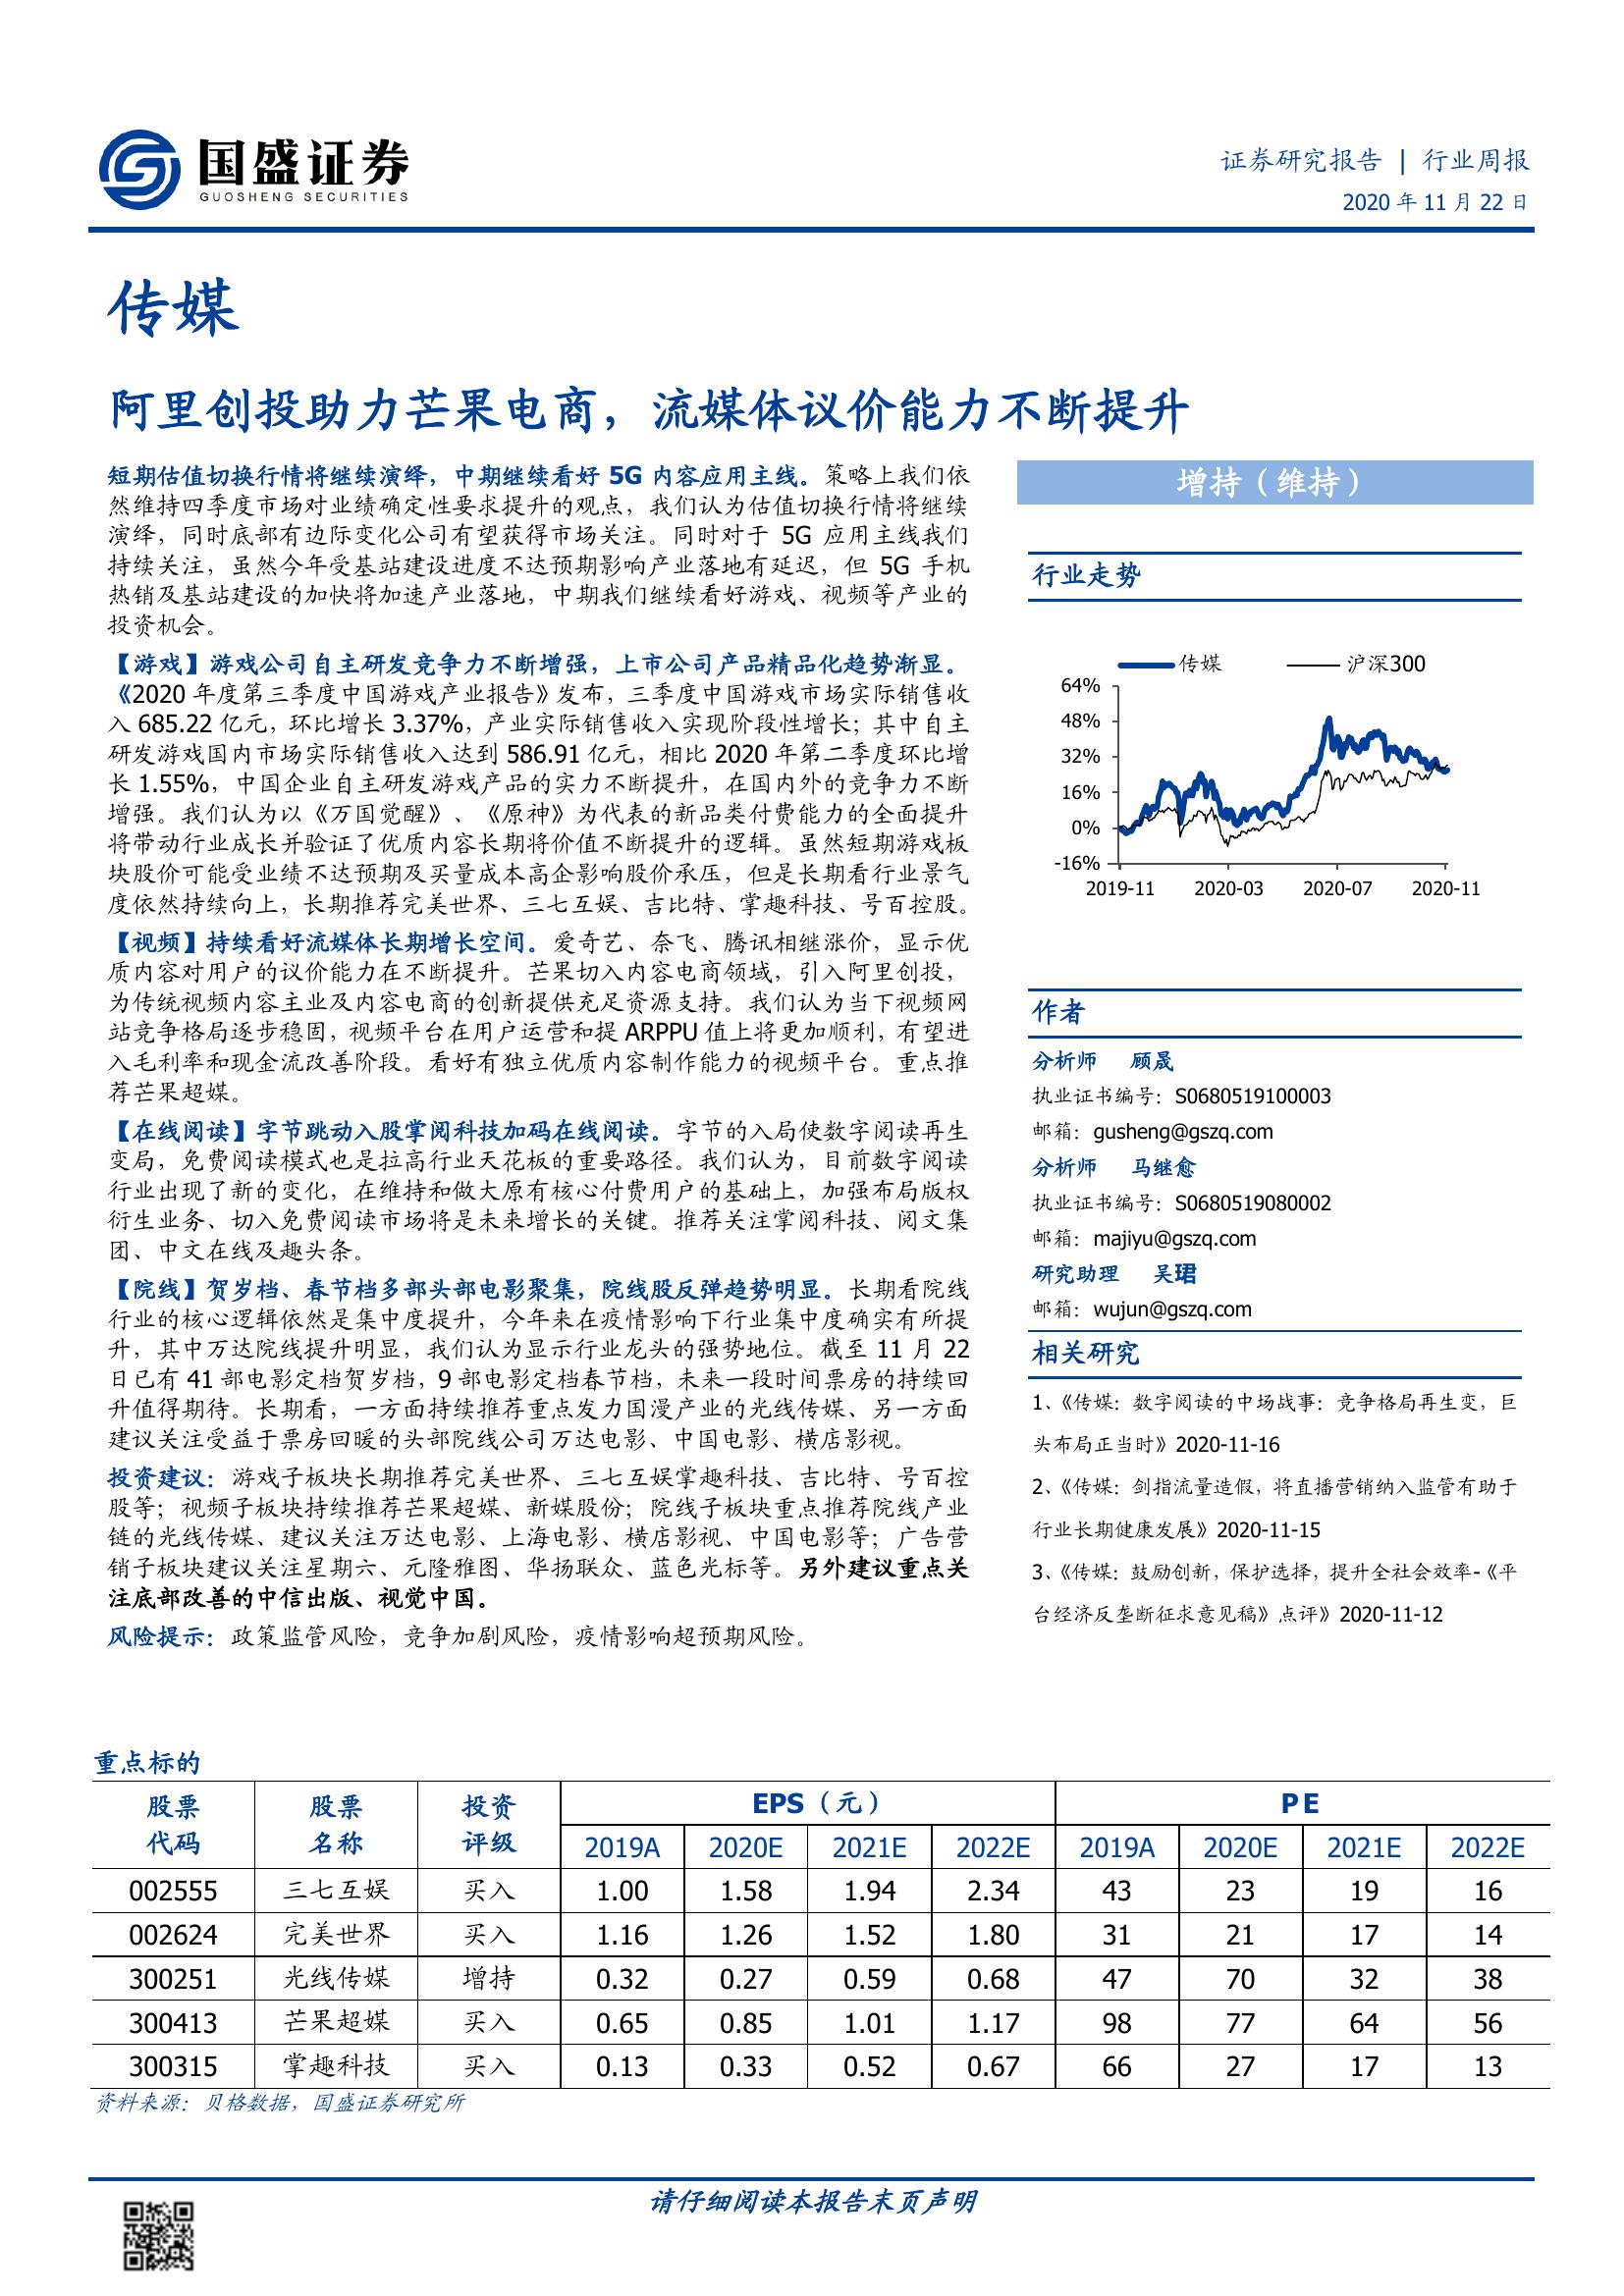 国盛证券
GUOSHENG SECURITIES
证券研究报告 | 行业周报
2020 年 11 月 22 日
传媒
阿里创投助力芒果电商，流媒体议价能力不断提升
短期估值切换行情将继续演绎，中期继续看好 5G 内容应用主线。策略上我们依
然维持四季度市场对业绩确定性要求提升的观点，我们认为估值切换行情将继续
演绎，同时底部有边际变化公司有望获得市场关注。同时对于 5G 应用主线我们
持续关注，虽然今年受基站建设进度不达预期影响产业落地有延迟，但 5G 手机
热销及基站建设的加快将加速产业落地，中期我们继续看好游戏、视频等产业的
投资机会。
【游戏】游戏公司自主研发竞争力不断增强，上市公司产品精品化趋势渐显。
《2020 年度第三季度中国游戏产业报告》发布，三季度中国游戏市场实际销售收
入 685.22 亿元，环比增长 3.37%，产业实际销售收入实现阶段性增长；其中自主
研发游戏国内市场实际销售收入达到 586.91 亿元，相比 2020 年第二季度环比增
长 1.55%，中国企业自主研发游戏产品的实力不断提升，在国内外的竞争力不断
增强。我们认为以《万国觉醒》、《原神》为代表的新品类付费能力的全面提升
将带动行业成长并验证了优质内容长期将价值不断提升的逻辑。虽然短期游戏板
块股价可能受业绩不达预期及买量成本高企影响股价承压，但是长期看行业景气
度依然持续向上，长期推荐完美世界、三七互娱、吉比特、掌趣科技、号百控股。
【视频】持续看好流媒体长期增长空间。爱奇艺、奈飞、腾讯相继涨价，显示优
质内容对用户的议价能力在不断提升。芒果切入内容电商领域，引入阿里创投，
为传统视频内容主业及内容电商的创新提供充足资源支持。我们认为当下视频网
站竞争格局逐步稳固，视频平台在用户运营和提 ARPPU 值上将更加顺利，有望进
入毛利率和现金流改善阶段。看好有独立优质内容制作能力的视频平台。重点推
荐芒果超媒。
【在线阅读】字节跳动入股掌阅科技加码在线阅读。字节的入局使数字阅读再生
变局，免费阅读模式也是拉高行业天花板的重要路径。我们认为，目前数字阅读
行业出现了新的变化，在维持和做大原有核心付费用户的基础上，加强布局版权
衍生业务、切入免费阅读市场将是未来增长的关键。推荐关注掌阅科技、阅文集
团、中文在线及趣头条。
【院线】贺岁档、春节档多部头部电影聚集，院线股反弹趋势明显。长期看院线
行业的核心逻辑依然是集中度提升，今年来在疫情影响下行业集中度确实有所提
升，其中万达院线提升明显，我们认为显示行业龙头的强势地位。截至 11 月 22
日已有 41 部电影定档贺岁档，9 部电影定档春节档，未来一段时间票房的持续回
升值得期待。长期看，一方面持续推荐重点发力国漫产业的光线传媒、另一方面
建议关注受益于票房回暖的头部院线公司万达电影、中国电影、横店影视。
投资建议：游戏子板块长期推荐完美世界、三七互娱掌趣科技、吉比特、号百控
股等；视频子板块持续推荐芒果超媒、新媒股份；院线子板块重点推荐院线产业
链的光线传媒、建议关注万达电影、上海电影、横店影视、中国电影等；广告营
销子板块建议关注星期六、元隆雅图、华扬联众、蓝色光标等。另外建议重点关
注底部改善的中信出版、视觉中国。
风险提示：政策监管风险，竞争加剧风险，疫情影响超预期风险。
增持（维持）
行业走势
传媒 沪深300
64%
48%
32%
16%
0%
-16%
2019-11 2020-03 2020-07 2020-11
作者
分析师 顾晟
执业证书编号：S0680519100003
邮箱：gusheng@gszq.com
分析师 马继愈
执业证书编号：S0680519080002
邮箱：majiyu@gszq.com
研究助理 吴珺
邮箱：wujun@gszq.com
相关研究
1、《传媒：数字阅读的中场战事：竞争格局再生变，巨
头布局正当时》2020-11-16
2、《传媒：剑指流量造假，将直播营销纳入监管有助于
行业长期健康发展》2020-11-15
3、《传媒：鼓励创新，保护选择，提升全社会效率-《平
台经济反垄断征求意见稿》点评》2020-11-12
重点标的
股票 股票 投资 EPS（元） P E
代码 名称 评级 2019A 2020E 2021E 2022E 2019A 2020E 2021E 2022E
002555 三七互娱 买入 1.00 1.58 1.94 2.34 43 23 19 16
002624 完美世界 买入 1.16 1.26 1.52 1.80 31 21 17 14
300251 光线传媒 增持 0.32 0.27 0.59 0.68 47 70 32 38
300413 芒果超媒 买入 0.65 0.85 1.01 1.17 98 77 64 56
300315 掌趣科技 买入 0.13 0.33 0.52 0.67 66 27 17 13
资料来源：贝格数据，国盛证券研究所
请仔细阅读本报告末页声明